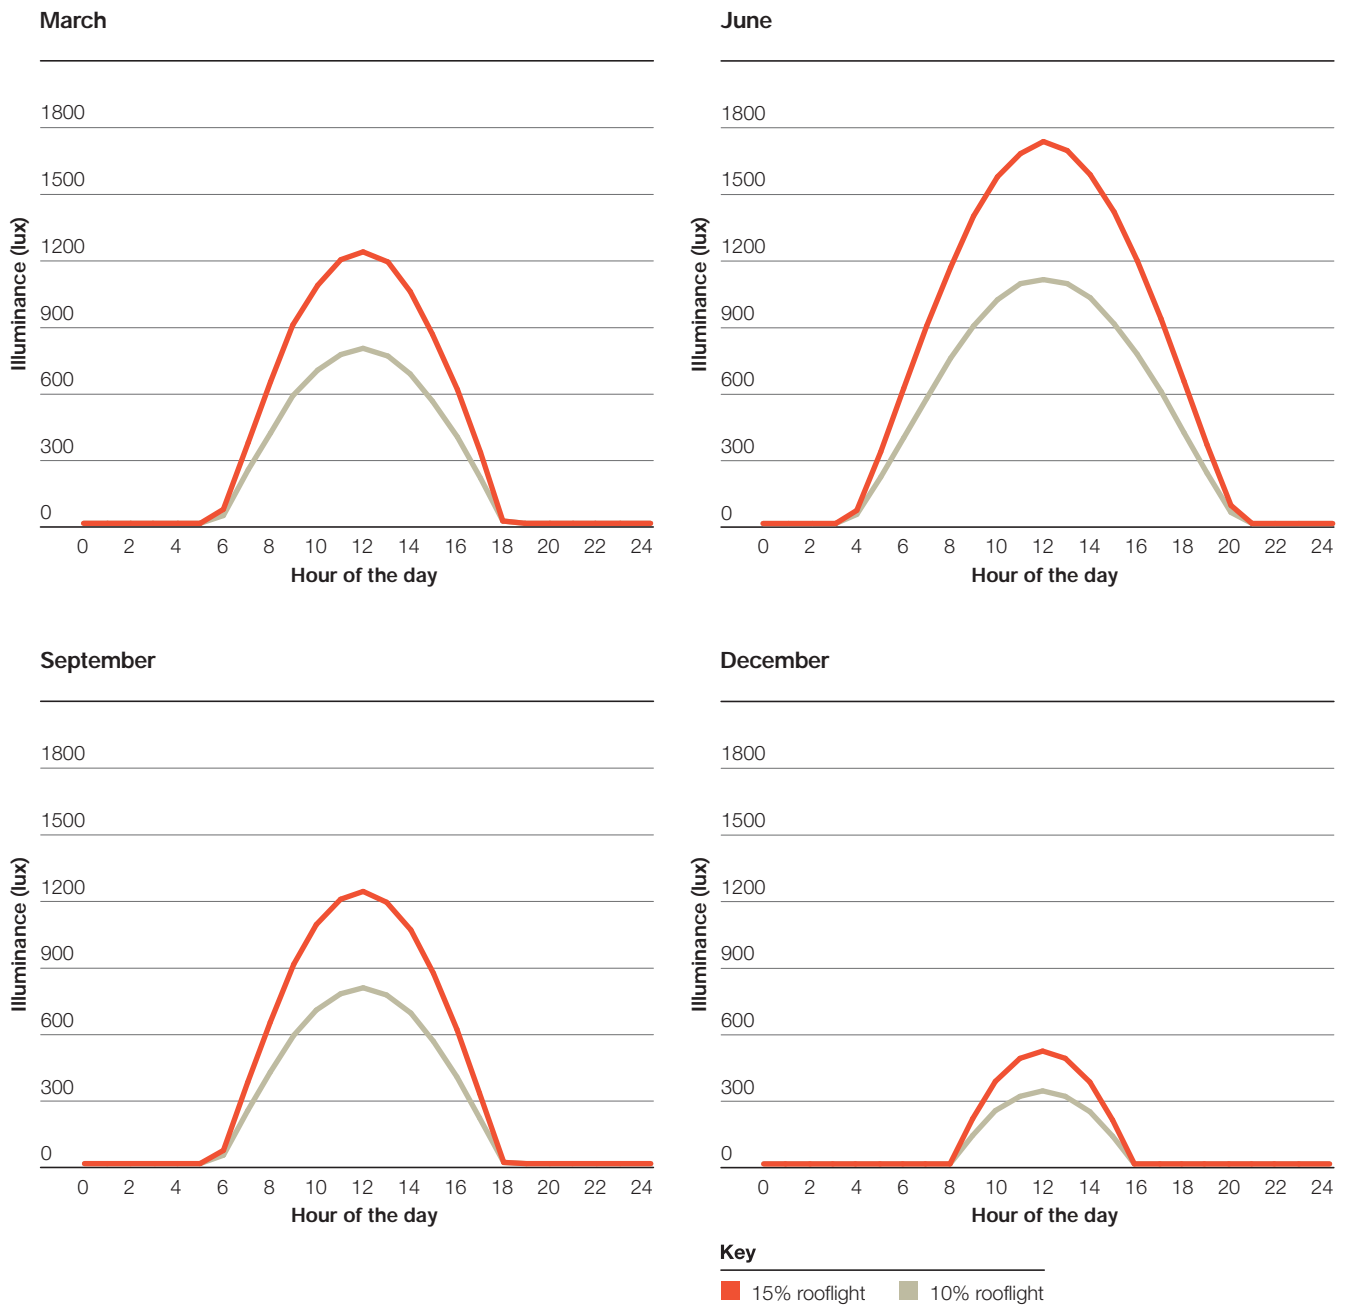 March
1800
1500
1200
900
600
300
0
Illuminance (lux)
0 2 4 6 8 10 12 14 16 18 20 22 24
Hour of the day
June
1800
1500
1200
900
600
300
0
Illuminance (lux)
0 2 4 6 8 10 12 14 16 18 20 22 24
Hour of the day
September
1800
1500
1200
900
600
300
0
Illuminance (lux)
0 2 4 6 8 10 12 14 16 18 20 22 24
Hour of the day
December
1800
1500
1200
900
600
300
0
Illuminance (lux)
0 2 4 6 8 10 12 14 16 18 20 22 24
Hour of the day
Key
15% rooflight 10% rooflight